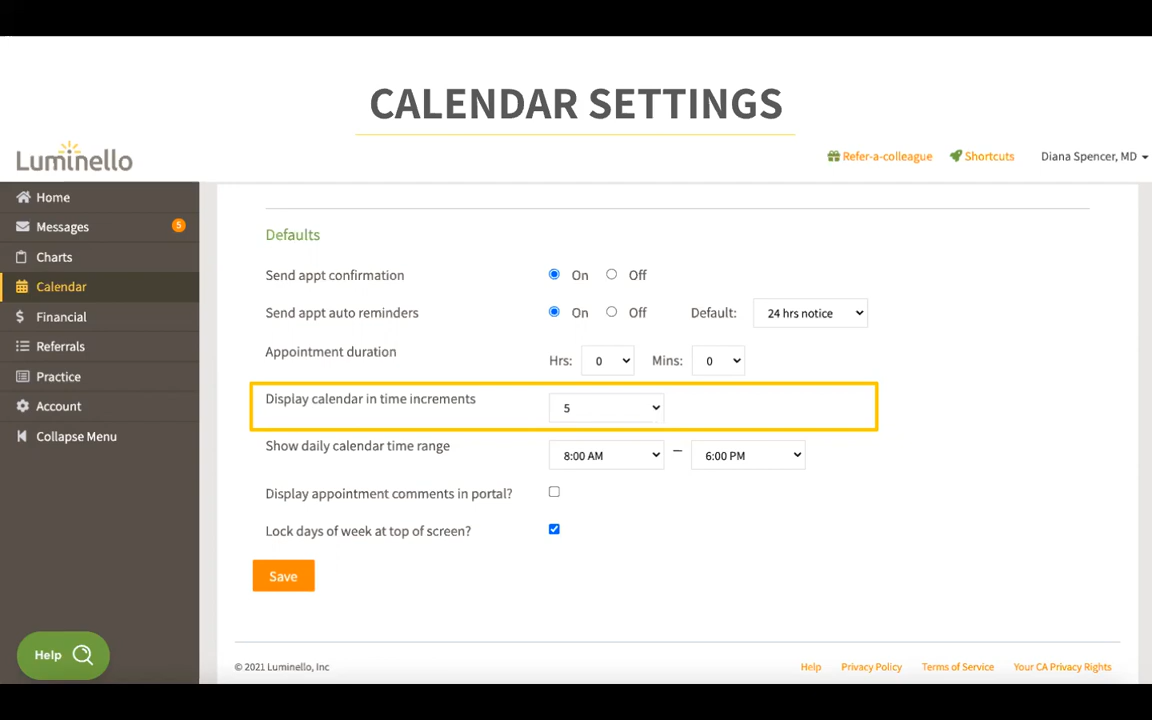 CALENDAR SETTINGS
Luminello
Refer-a-colleague Shortcuts Diana Spencer, MD
Home
Messages 5
Charts
Calendar
Financial
Referrals
Practice
Account
Collapse Menu
Help
Defaults
Send appt confirmation On Off
Send appt auto reminders On Off Default: 24 hrs notice
Appointment duration Hrs: 0 Mins: 0
Display calendar in time increments 5
Show daily calendar time range 8:00 AM – 6:00 PM
Display appointment comments in portal?
Lock days of week at top of screen?
Save
© 2021 Luminello, Inc Help Privacy Policy Terms of Service Your CA Privacy Rights